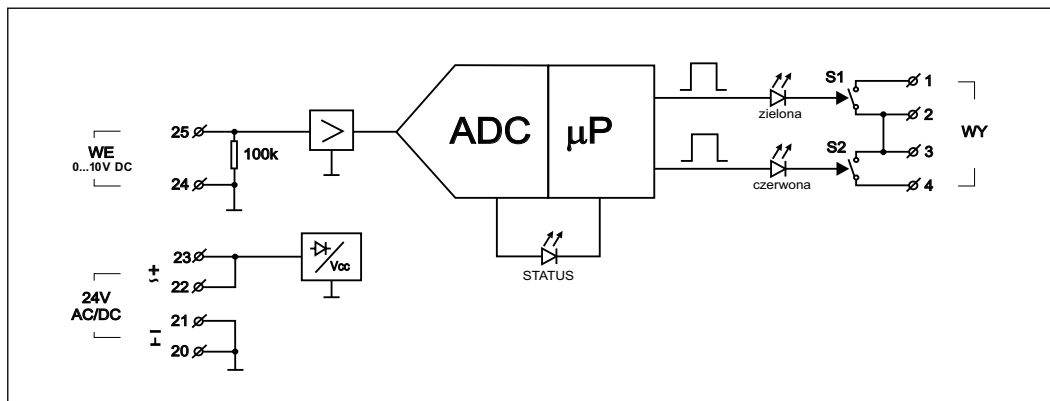 25
WE
0...10V DC
24
100k
>
ADC
µP
zielona
czerwona
S1
S2
1
2
3
4
WY
STATUS
23
22
24V
AC/DC
21
20
+
~
Vcc